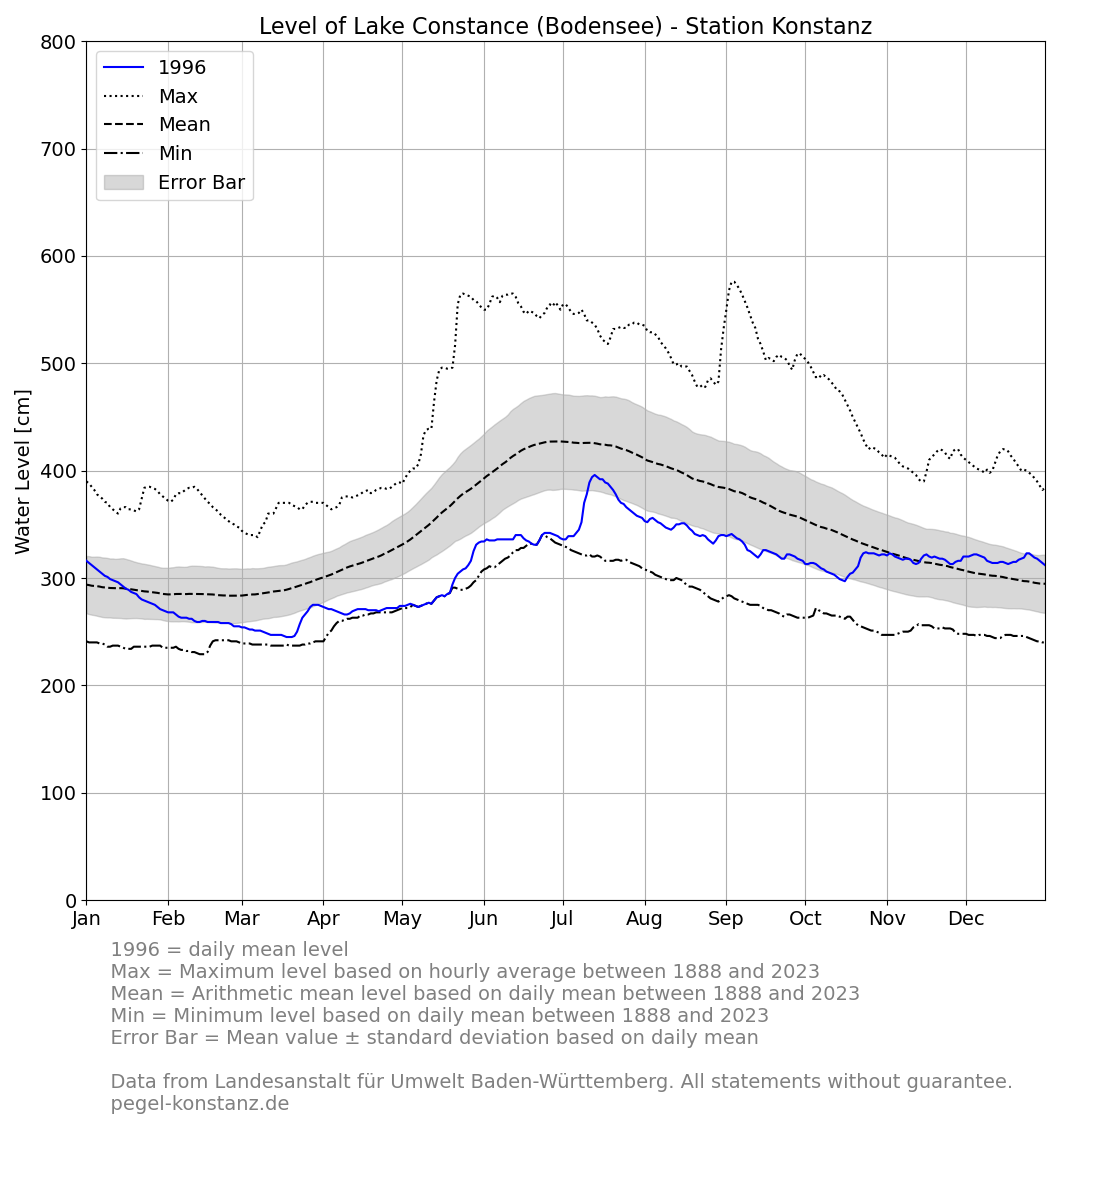 Level of Lake Constance (Bodensee) - Station Konstanz
800
700
600
500
400
300
200
100
0
Water Level [cm]
1996
Max
Mean
Min
Error Bar
Jan Feb Mar Apr May Jun Jul Aug Sep Oct Nov Dec
1996 = daily mean level
Max = Maximum level based on hourly average between 1888 and 2023
Mean = Arithmetic mean level based on daily mean between 1888 and 2023
Min = Minimum level based on daily mean between 1888 and 2023
Error Bar = Mean value ± standard deviation based on daily mean
Data from Landesanstalt für Umwelt Baden-Württemberg. All statements without guarantee.
pegel-konstanz.de